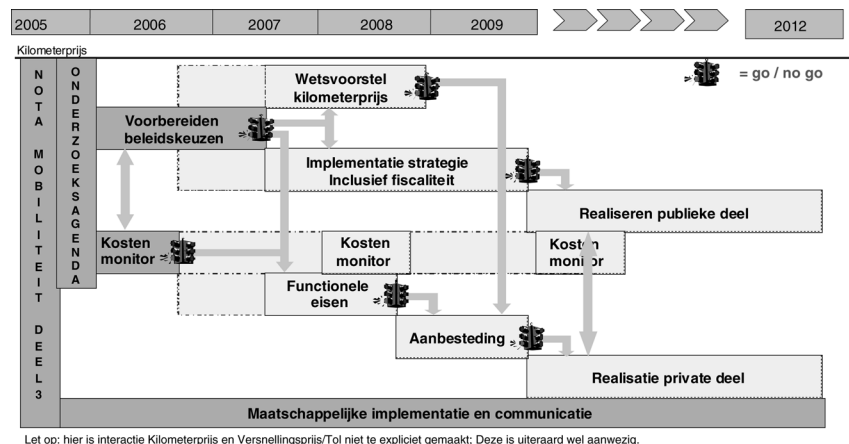 2005
2006
2007
2008
2009
2012
Kilometerprijs
= go / no go
NOTA MOBILITEIT DEEL 3
ONDERZOEKSAGENDA
Wetsvoorstel
kilometerprijs
Voorbereiden
beleidskeuzen
Implementatie strategie
Inclusief fiscaliteit
Realiseren publieke deel
Kosten
monitor
Kosten
monitor
Kosten
monitor
Functionele
eisen
Aanbesteding
Realisatie private deel
Maatschappelijke implementatie en communicatie
Let op: hier is interactie Kilometerprijs en Versnellingsprijs/Tol niet te expliciet gemaakt; Deze is uiteraard wel aanwezig.